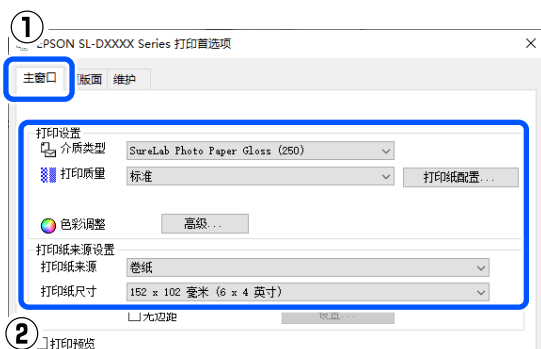 ①
EPSON SL-DXXXX Series 打印首选项
主窗口 版面 维护
打印设置
介质类型 SureLab Photo Paper Gloss (250)
打印质量 标准 打印纸配置...
色彩调整 高级...
打印纸来源设置
打印纸来源 卷纸
打印纸尺寸 152 x 102 毫米 (6 x 4 英寸)
无边距 设置...
②
打印预览